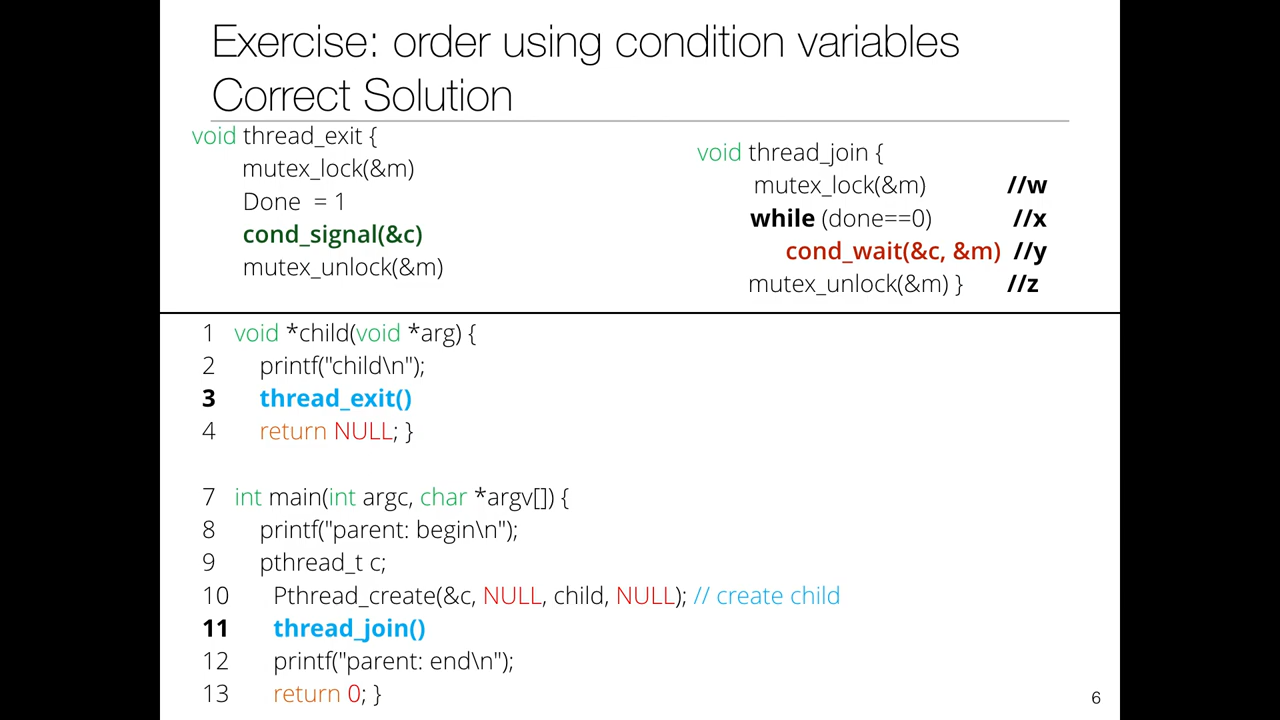 Exercise: order using condition variables
Correct Solution
void thread_exit {
mutex_lock(&m)
Done = 1
cond_signal(&c)
mutex_unlock(&m)
void thread_join {
mutex_lock(&m) //w
while (done==0) //x
cond_wait(&c, &m) //y
mutex_unlock(&m) } //z
1 void *child(void *arg) {
2 printf("child\n");
3 thread_exit()
4 return NULL; }
7 int main(int argc, char *argv[]) {
8 printf("parent: begin\n");
9 pthread_t c;
10 Pthread_create(&c, NULL, child, NULL); // create child
11 thread_join()
12 printf("parent: end\n");
13 return 0; }
6